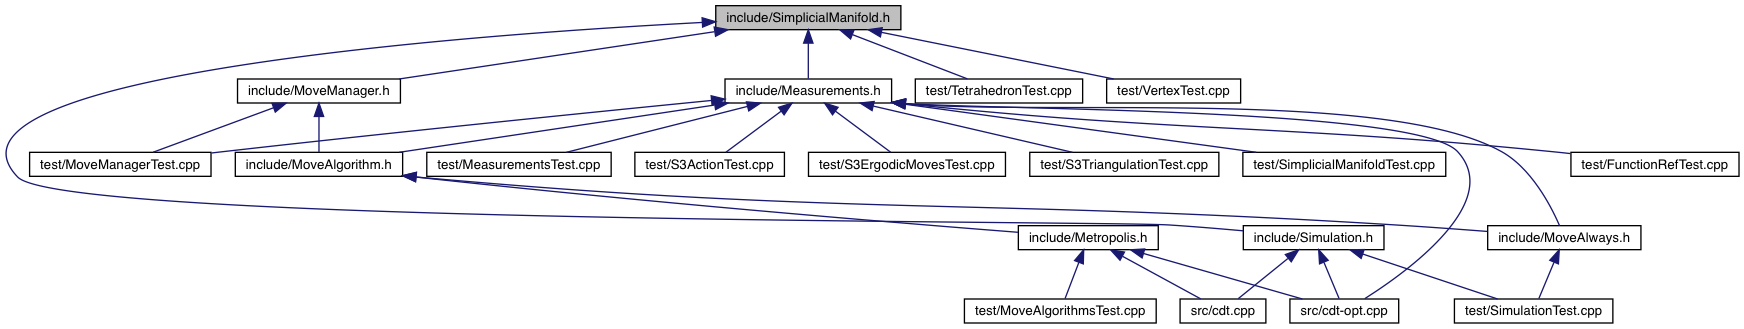 include/SimplicialManifold.h
include/MoveManager.h
include/Measurements.h
test/TetrahedronTest.cpp
test/VertexTest.cpp
test/MoveManagerTest.cpp
include/MoveAlgorithm.h
test/MeasurementsTest.cpp
test/S3ActionTest.cpp
test/S3ErgodicMovesTest.cpp
test/S3TriangulationTest.cpp
test/SimplicialManifoldTest.cpp
test/FunctionRefTest.cpp
include/Metropolis.h
include/Simulation.h
include/MoveAlways.h
test/MoveAlgorithmsTest.cpp
src/cdt.cpp
src/cdt-opt.cpp
test/SimulationTest.cpp